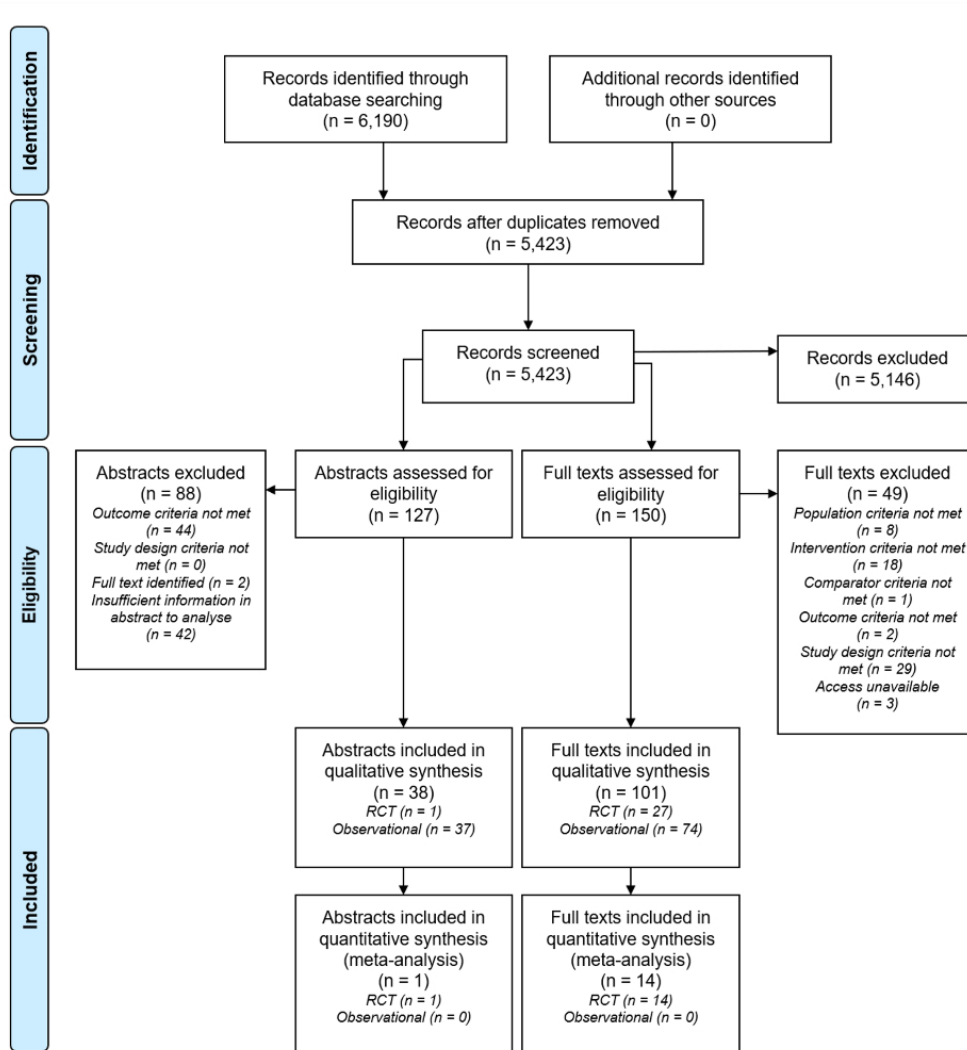 Identification
Records identified through
database searching
(n = 6,190)
Additional records identified
through other sources
(n = 0)
Records after duplicates removed
(n = 5,423)
Screening
Records screened
(n = 5,423)
Records excluded
(n = 5,146)
Eligibility
Abstracts excluded
(n = 88)
Outcome criteria not met
(n = 44)
Study design criteria not
met (n = 0)
Full text identified (n = 2)
Insufficient information in
abstract to analyse
(n = 42)
Abstracts assessed for
eligibility
(n = 127)
Full texts assessed for
eligibility
(n = 150)
Full texts excluded
(n = 49)
Population criteria not met
(n = 8)
Intervention criteria not met
(n = 18)
Comparator criteria not
met (n = 1)
Outcome criteria not met
(n = 2)
Study design criteria not
met (n = 29)
Access unavailable
(n = 3)
Included
Abstracts included in
qualitative synthesis
(n = 38)
RCT (n = 1)
Observational (n = 37)
Full texts included in
qualitative synthesis
(n = 101)
RCT (n = 27)
Observational (n = 74)
Abstracts included in
quantitative synthesis
(meta-analysis)
(n = 1)
RCT (n = 1)
Observational (n = 0)
Full texts included in
quantitative synthesis
(meta-analysis)
(n = 14)
RCT (n = 14)
Observational (n = 0)